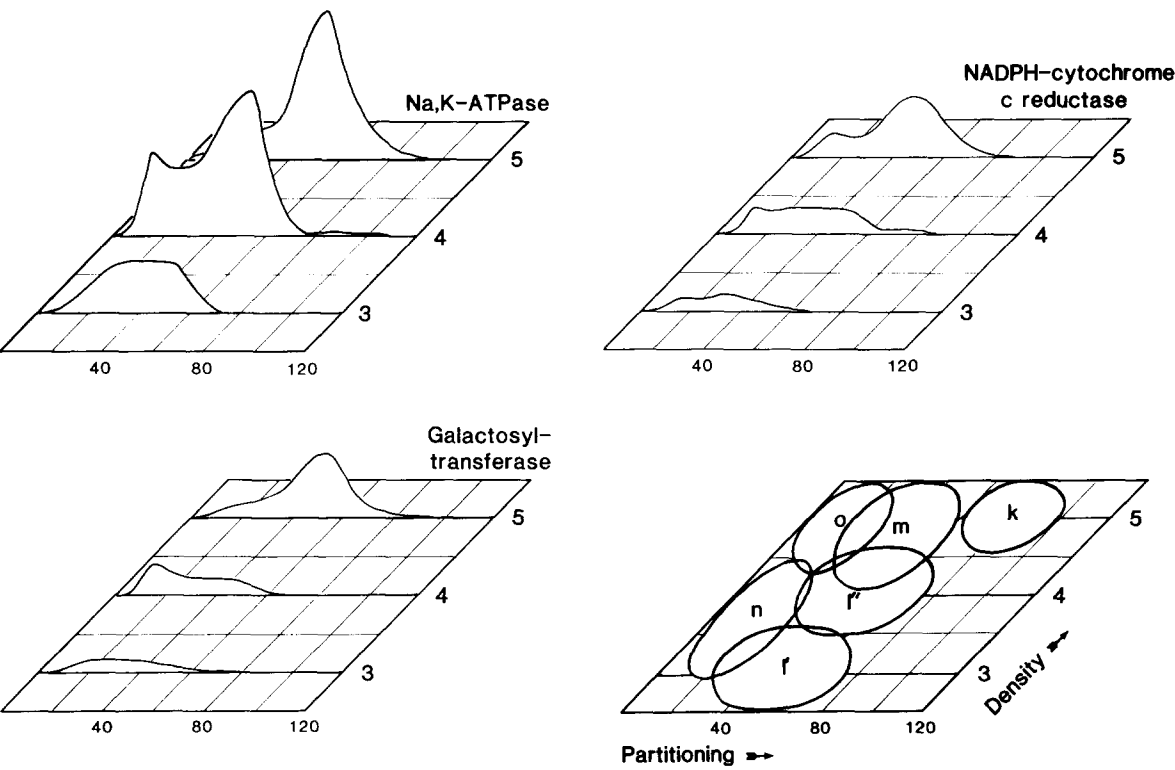 Na,K-ATPase
5
4
3
40 80 120
NADPH-cytochrome
c reductase
5
4
3
40 80 120
Galactosyl-
transferase
5
4
3
40 80 120
o m k
n l''
l'
5
4
3
Density
40 80 120
Partitioning